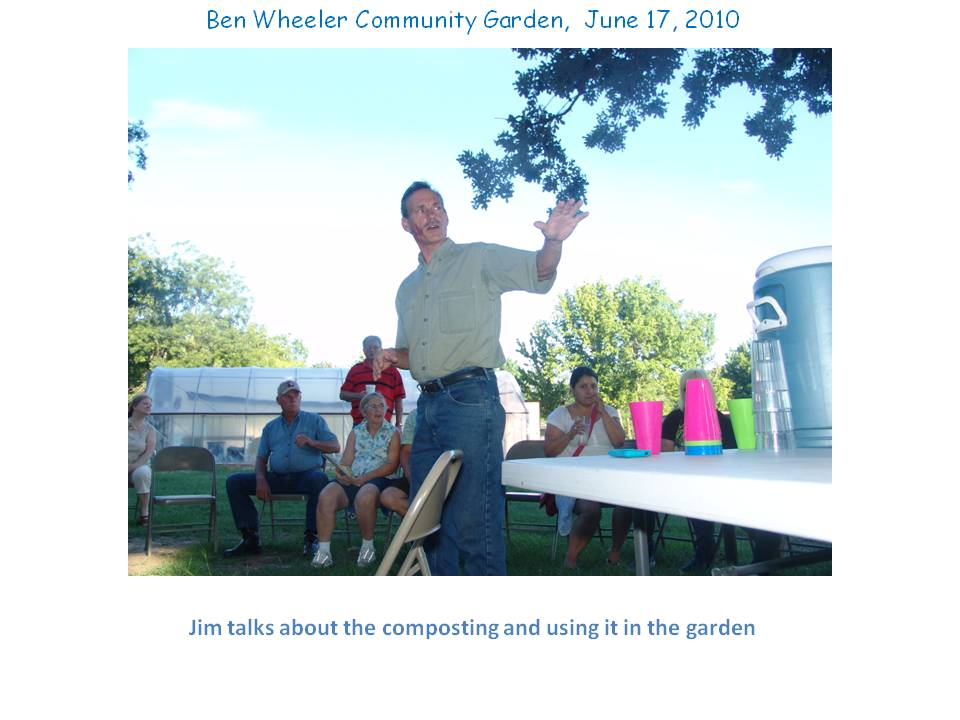 Ben Wheeler Community Garden,  June 17, 2010
Jim talks about the composting and using it in the garden